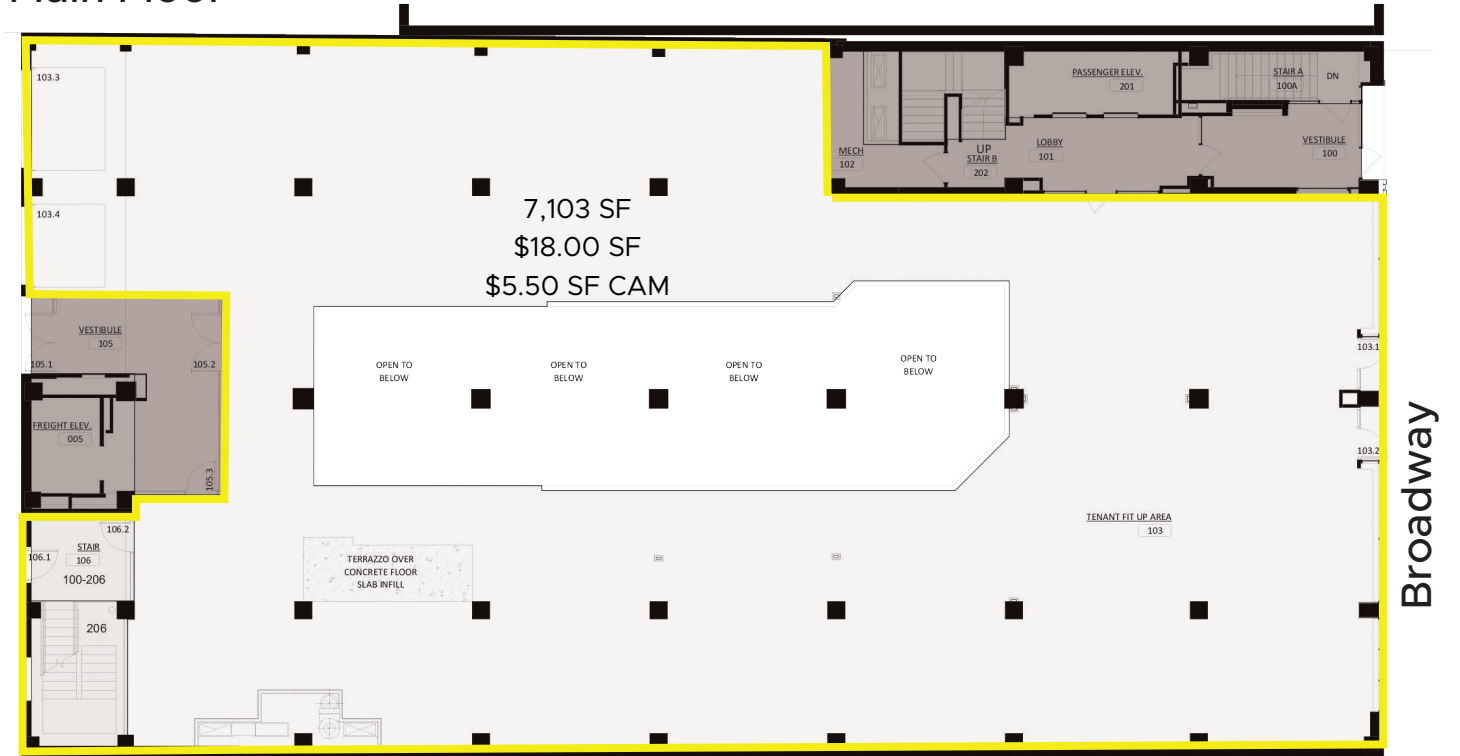 Main Floor
103.3
PASSENGER ELEV.
201
STAIR A
100A
DN
MECH
102
UP
STAIR B
202
LOBBY
101
VESTIBULE
100
103.4
7,103 SF
$18.00 SF
$5.50 SF CAM
VESTIBULE
105
105.1
105.2
OPEN TO
BELOW
OPEN TO
BELOW
OPEN TO
BELOW
OPEN TO
BELOW
103.1
FREIGHT ELEV.
005
105.3
103.2
Broadway
TENANT FIT UP AREA
103
106.2
STAIR
106
106.1
100-206
TERRAZZO OVER
CONCRETE FLOOR
SLAB INFILL
206